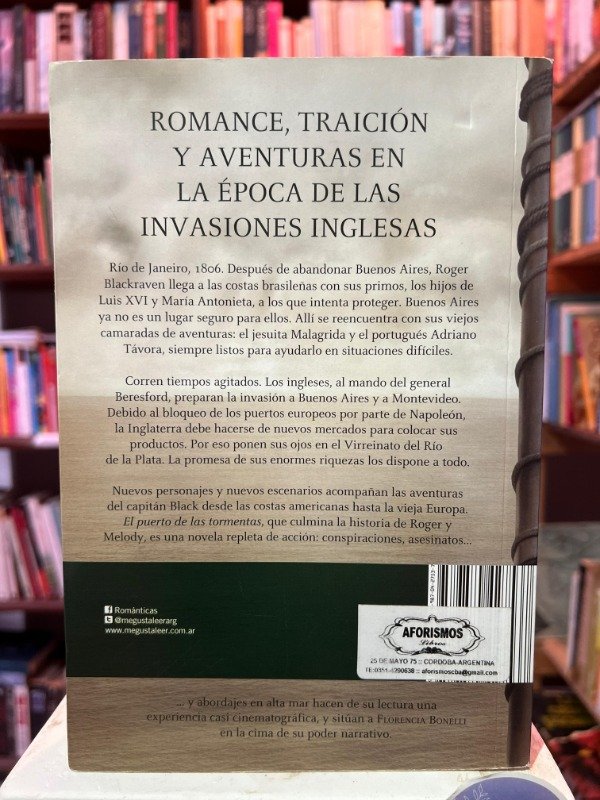 ROMANCE, TRAICIÓN
Y AVENTURAS EN
LA ÉPOCA DE LAS
INVASIONES INGLESAS
Río de Janeiro, 1806. Después de abandonar Buenos Aires, Roger
Blackraven llega a las costas brasileñas con sus primos, los hijos de
Luis XVI y María Antonieta, a los que intenta proteger. Buenos Aires
ya no es un lugar seguro para ellos. Allí se reencuentra con sus viejos
camaradas de aventuras: el jesuita Malagrida y el portugués Adriano
Távora, siempre listos para ayudarlo en situaciones difíciles.
Corren tiempos agitados. Los ingleses, al mando del general
Beresford, preparan la invasión a Buenos Aires y a Montevideo.
Debido al bloqueo de los puertos europeos por parte de Napoleón,
la Inglaterra debe hacerse de nuevos mercados para colocar sus
productos. Por eso ponen sus ojos en el Virreinato del Río
de la Plata. La promesa de sus enormes riquezas los dispone a todo.
Nuevos personajes y nuevos escenarios acompañan las aventuras
del capitán Black desde las costas americanas hasta la vieja Europa.
El puerto de las tormentas, que culmina la historia de Roger y
Melody, es una novela repleta de acción: conspiraciones, asesinatos...
Románticas
@megustaleerarg
www.megustaleer.com.ar
AFORISMOS
Libros
25 DE MAYO 75 :: CORDOBA-ARGENTINA
TE:0351-4290638 :: aforismoscba@gmail.com
... y abordajes en alta mar hacen de su lectura una
experiencia casi cinematográfica, y sitúan a FLORENCIA BONELLI
en la cima de su poder narrativo.